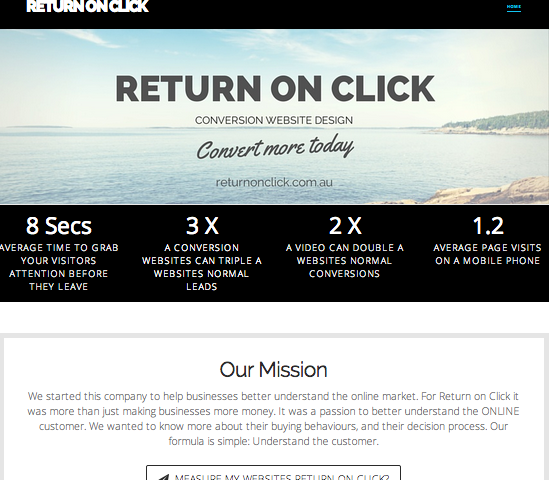 RETURN ON CLICK
HOME
RETURN ON CLICK
CONVERSION WEBSITE DESIGN
Convert more today
returnonclick.com.au
8 Secs
AVERAGE TIME TO GRAB
YOUR VISITORS
ATTENTION BEFORE
THEY LEAVE
3 X
A CONVERSION
WEBSITES CAN TRIPLE A
WEBSITES NORMAL
LEADS
2 X
A VIDEO CAN DOUBLE A
WEBSITES NORMAL
CONVERSIONS
1.2
AVERAGE PAGE VISITS
ON A MOBILE PHONE
Our Mission
We started this company to help businesses better understand the online market. For Return on Click it
was more than just making businesses more money. It was a passion to better understand the ONLINE
customer. We wanted to know more about their buying behaviours, and their decision process. Our
formula is simple: Understand the customer.
MEASURE MY WEBSITES RETURN ON CLICK?